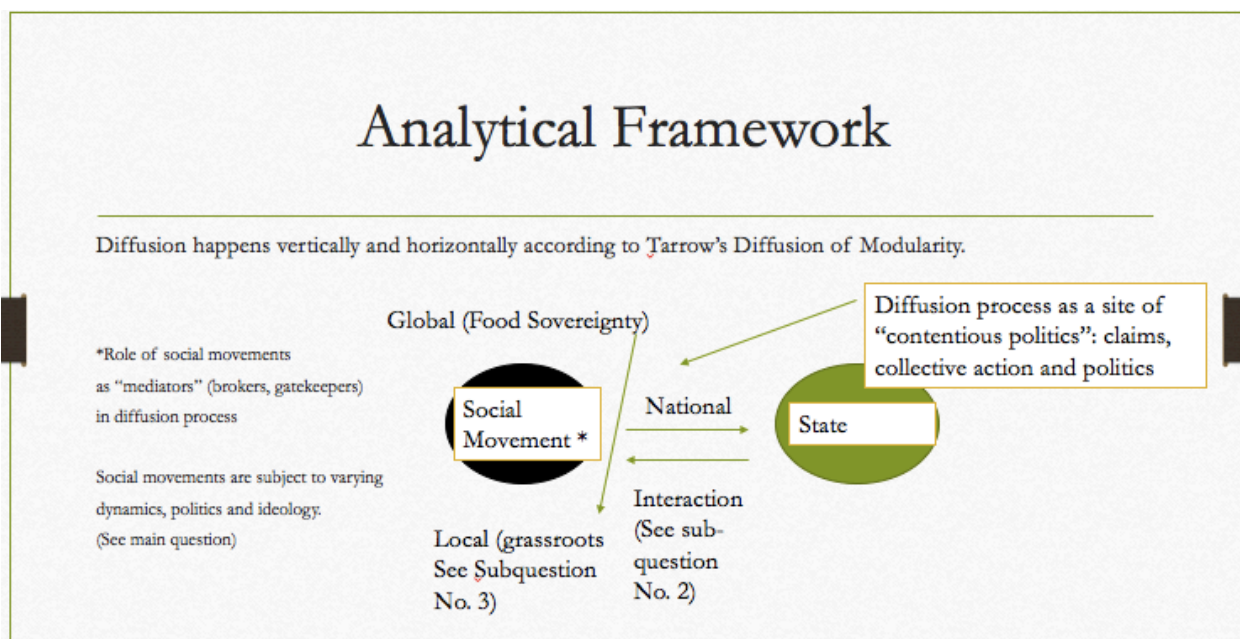 Analytical Framework
Diffusion happens vertically and horizontally according to Tarrow's Diffusion of Modularity.
Global (Food Sovereignty)
Diffusion process as a site of
“contentious politics”: claims,
collective action and politics
*Role of social movements
as “mediators” (brokers, gatekeepers)
in diffusion process
Social movements are subject to varying
dynamics, politics and ideology.
(See main question)
Social
Movement *
National
State
Interaction
(See sub-
question
No. 2)
Local (grassroots
See Subquestion
No. 3)